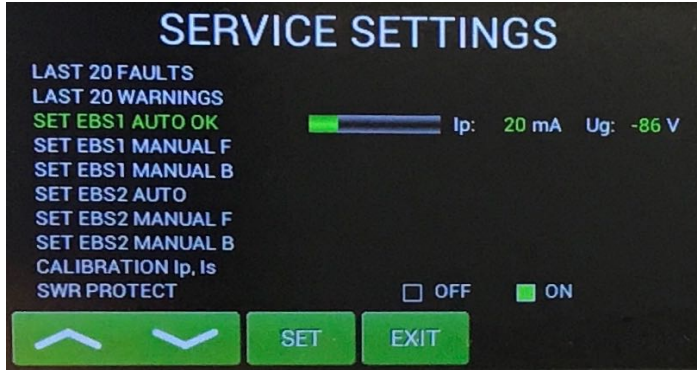 SERVICE SETTINGS
LAST 20 FAULTS
LAST 20 WARNINGS
SET EBS1 AUTO OK Ip: 20 mA Ug: -86 V
SET EBS1 MANUAL F
SET EBS1 MANUAL B
SET EBS2 AUTO
SET EBS2 MANUAL F
SET EBS2 MANUAL B
CALIBRATION Ip, Is
SWR PROTECT OFF ON
SET EXIT